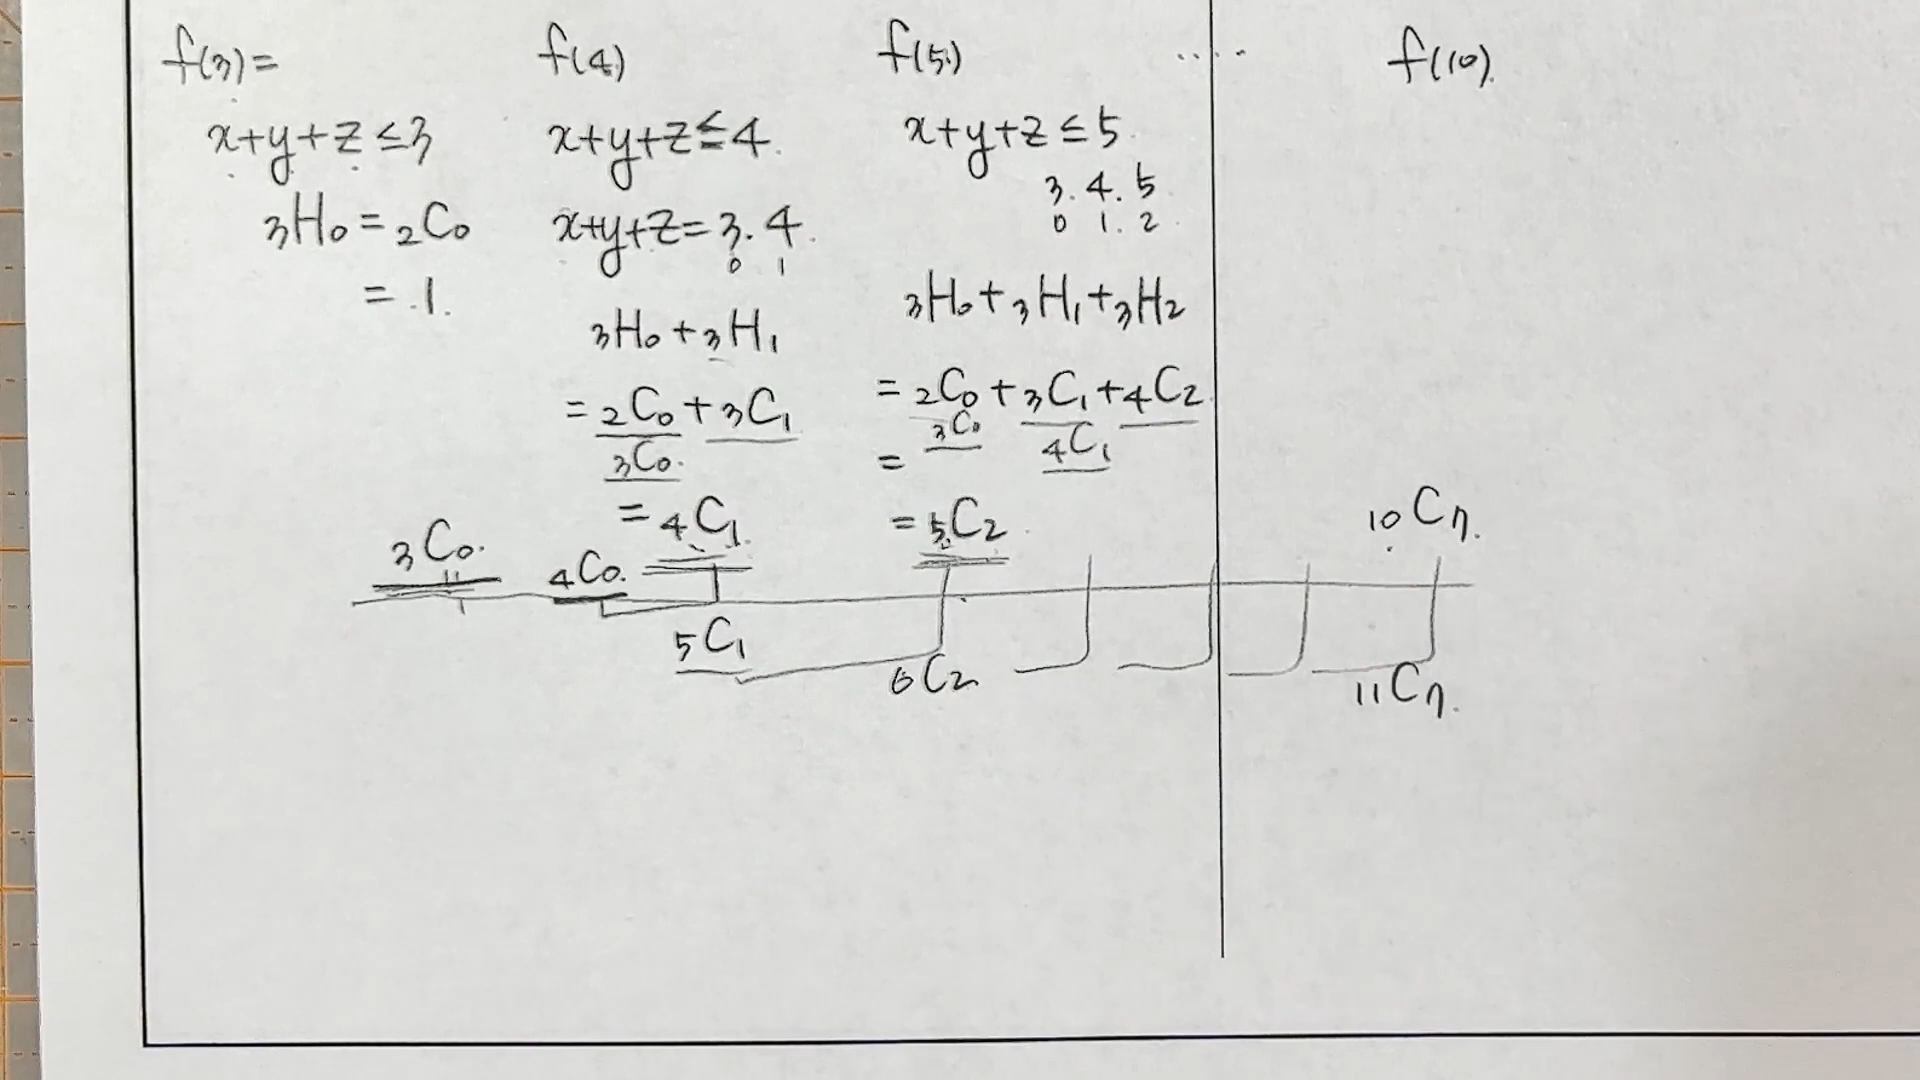 f(3)=
x+y+z≤3
₃H₀=₂C₀
=1.
₃C₀.
f(4)
x+y+z≤4.
x+y+z=3.4.
0 1
₃H₀+₃H₁
=₂C₀+₃C₁
₃C₀.
=₄C₁.
₄C₀.
₅C₁
f(5)
x+y+z≤5.
3.4.5
0 1.2
₃H₀+₃H₁+₃H₂
=₂C₀+₃C₁+₄C₂
₃C₀ ₄C₁
=
=₅C₂
₆C₂
.....
f(10).
₁₀C₇.
₁₁C₇.